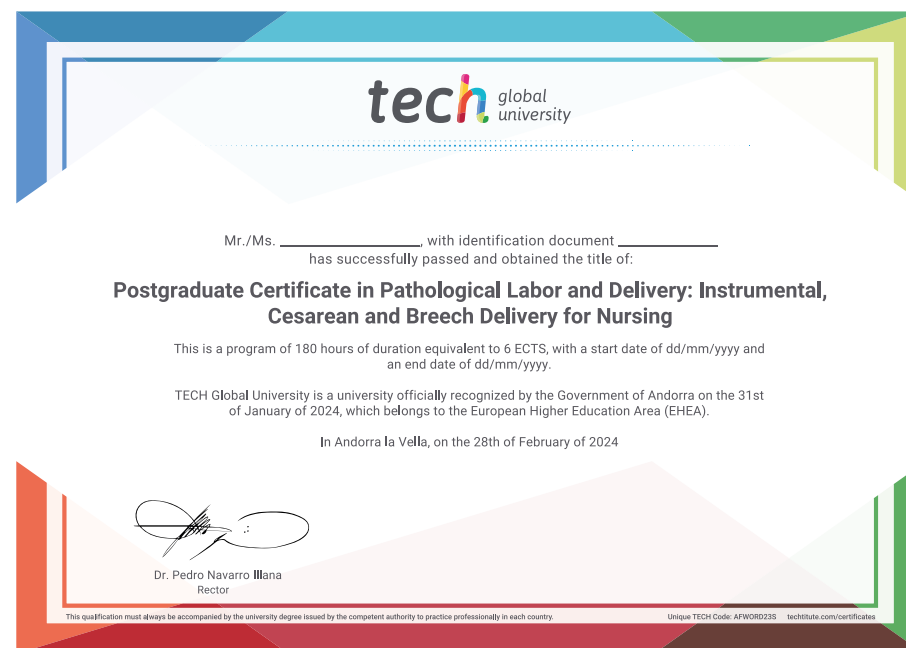 tech global
university
Mr./Ms. ____________________, with identification document ______________
has successfully passed and obtained the title of:
Postgraduate Certificate in Pathological Labor and Delivery: Instrumental,
Cesarean and Breech Delivery for Nursing
This is a program of 180 hours of duration equivalent to 6 ECTS, with a start date of dd/mm/yyyy and
an end date of dd/mm/yyyy.
TECH Global University is a university officially recognized by the Government of Andorra on the 31st
of January of 2024, which belongs to the European Higher Education Area (EHEA).
In Andorra la Vella, on the 28th of February of 2024
Dr. Pedro Navarro Illana
Rector
This qualification must always be accompanied by the university degree issued by the competent authority to practice professionally in each country.
Unique TECH Code: AFWORD23S techtitute.com/certificates